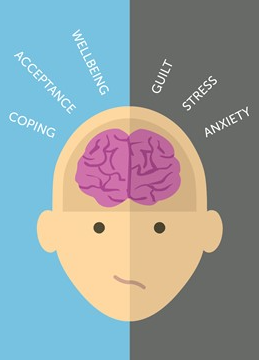 COPING
ACCEPTANCE
WELLBEING
GUILT
STRESS
ANXIETY